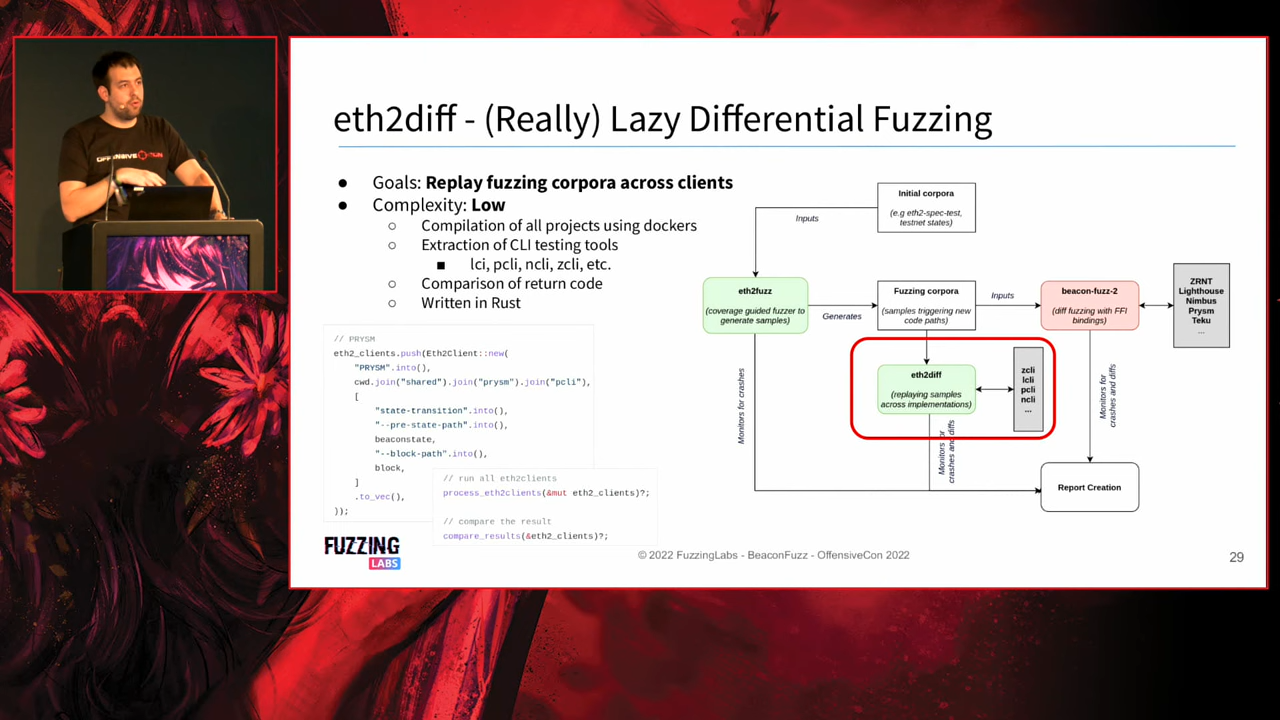 OFFENSIVE CON
eth2diff - (Really) Lazy Differential Fuzzing
● Goals: Replay fuzzing corpora across clients
● Complexity: Low
○ Compilation of all projects using dockers
○ Extraction of CLI testing tools
■ lci, pcli, ncli, zcli, etc.
○ Comparison of return code
○ Written in Rust
// PRYSM
eth2_clients.push(Eth2Client::new(
"PRYSM".into(),
cwd.join("shared").join("prysm").join("pcli"),
[
"state-transition".into(),
"--pre-state-path".into(),
beaconstate,
"--block-path".into(),
block,
]
.to_vec(),
));
// run all eth2clients
process_eth2clients(&mut eth2_clients)?;
// compare the result
compare_results(&eth2_clients)?;
Initial corpora
(e.g eth2-spec-test,
testnet states)
Inputs
eth2fuzz
(coverage guided fuzzer to
generate samples)
Generates
Fuzzing corpora
(samples triggering new
code paths)
Inputs
beacon-fuzz-2
(diff fuzzing with FFI
bindings)
ZRNT
Lighthouse
Nimbus
Prysm
Teku
...
eth2diff
(replaying samples
across implementations)
zcli
lcli
pcli
ncli
...
Monitors for crashes
Monitors for
crashes and diffs
Monitors for
crashes and diffs
Report Creation
FUZZING
LABS
© 2022 FuzzingLabs - BeaconFuzz - OffensiveCon 2022
29